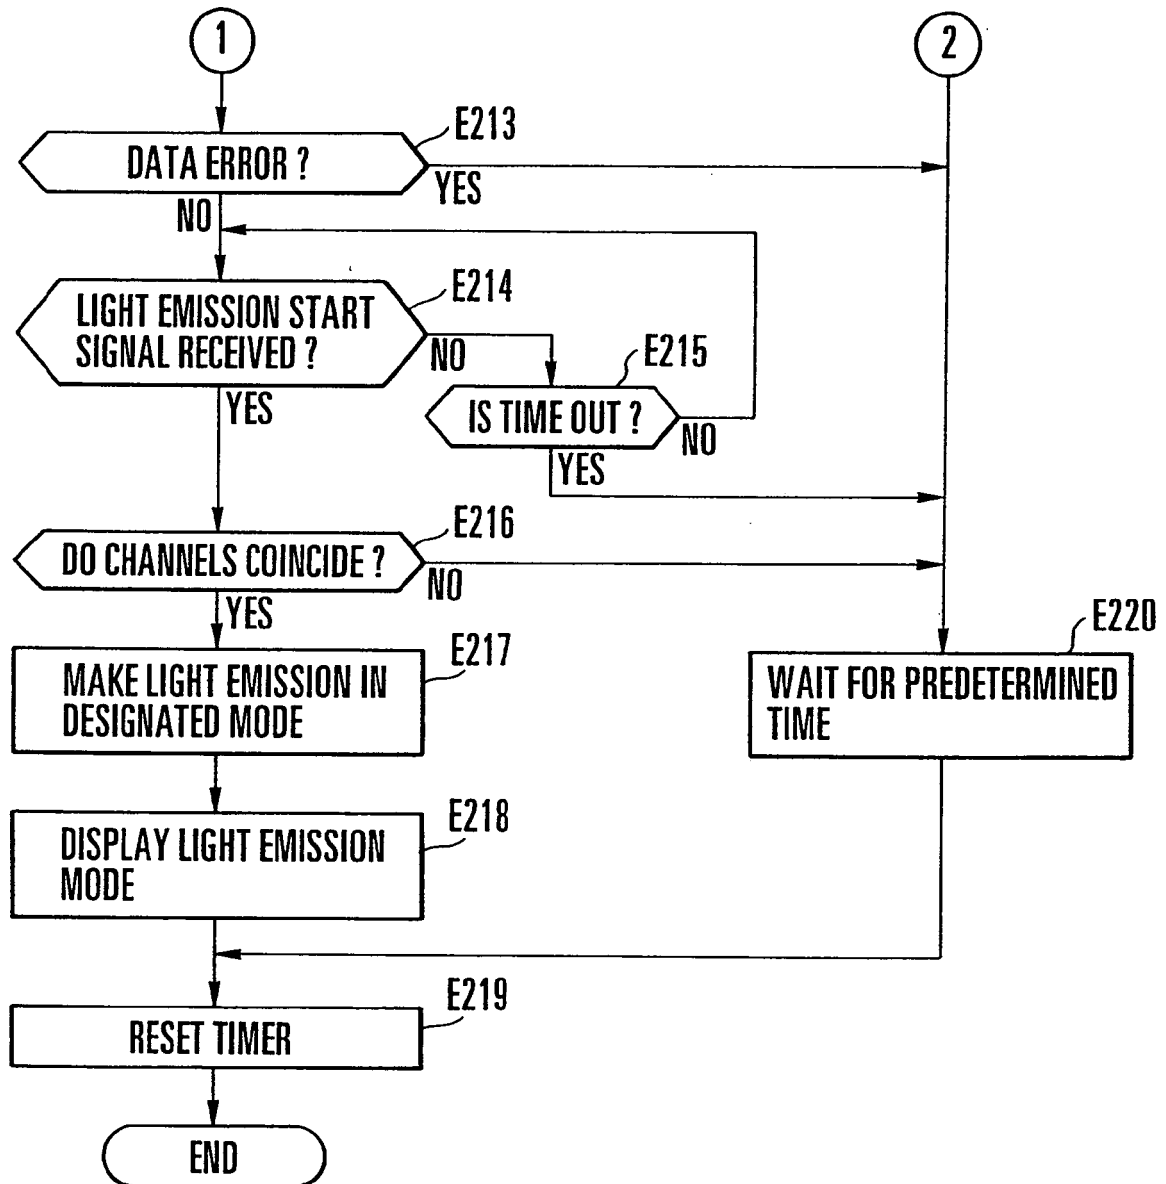 1
2
E213
DATA ERROR ?
YES
NO
E214
LIGHT EMISSION START
SIGNAL RECEIVED ?
NO
E215
YES
IS TIME OUT ?
NO
YES
E216
DO CHANNELS COINCIDE ?
NO
YES
E217
MAKE LIGHT EMISSION IN
DESIGNATED MODE
E220
WAIT FOR PREDETERMINED
TIME
E218
DISPLAY LIGHT EMISSION
MODE
E219
RESET TIMER
END